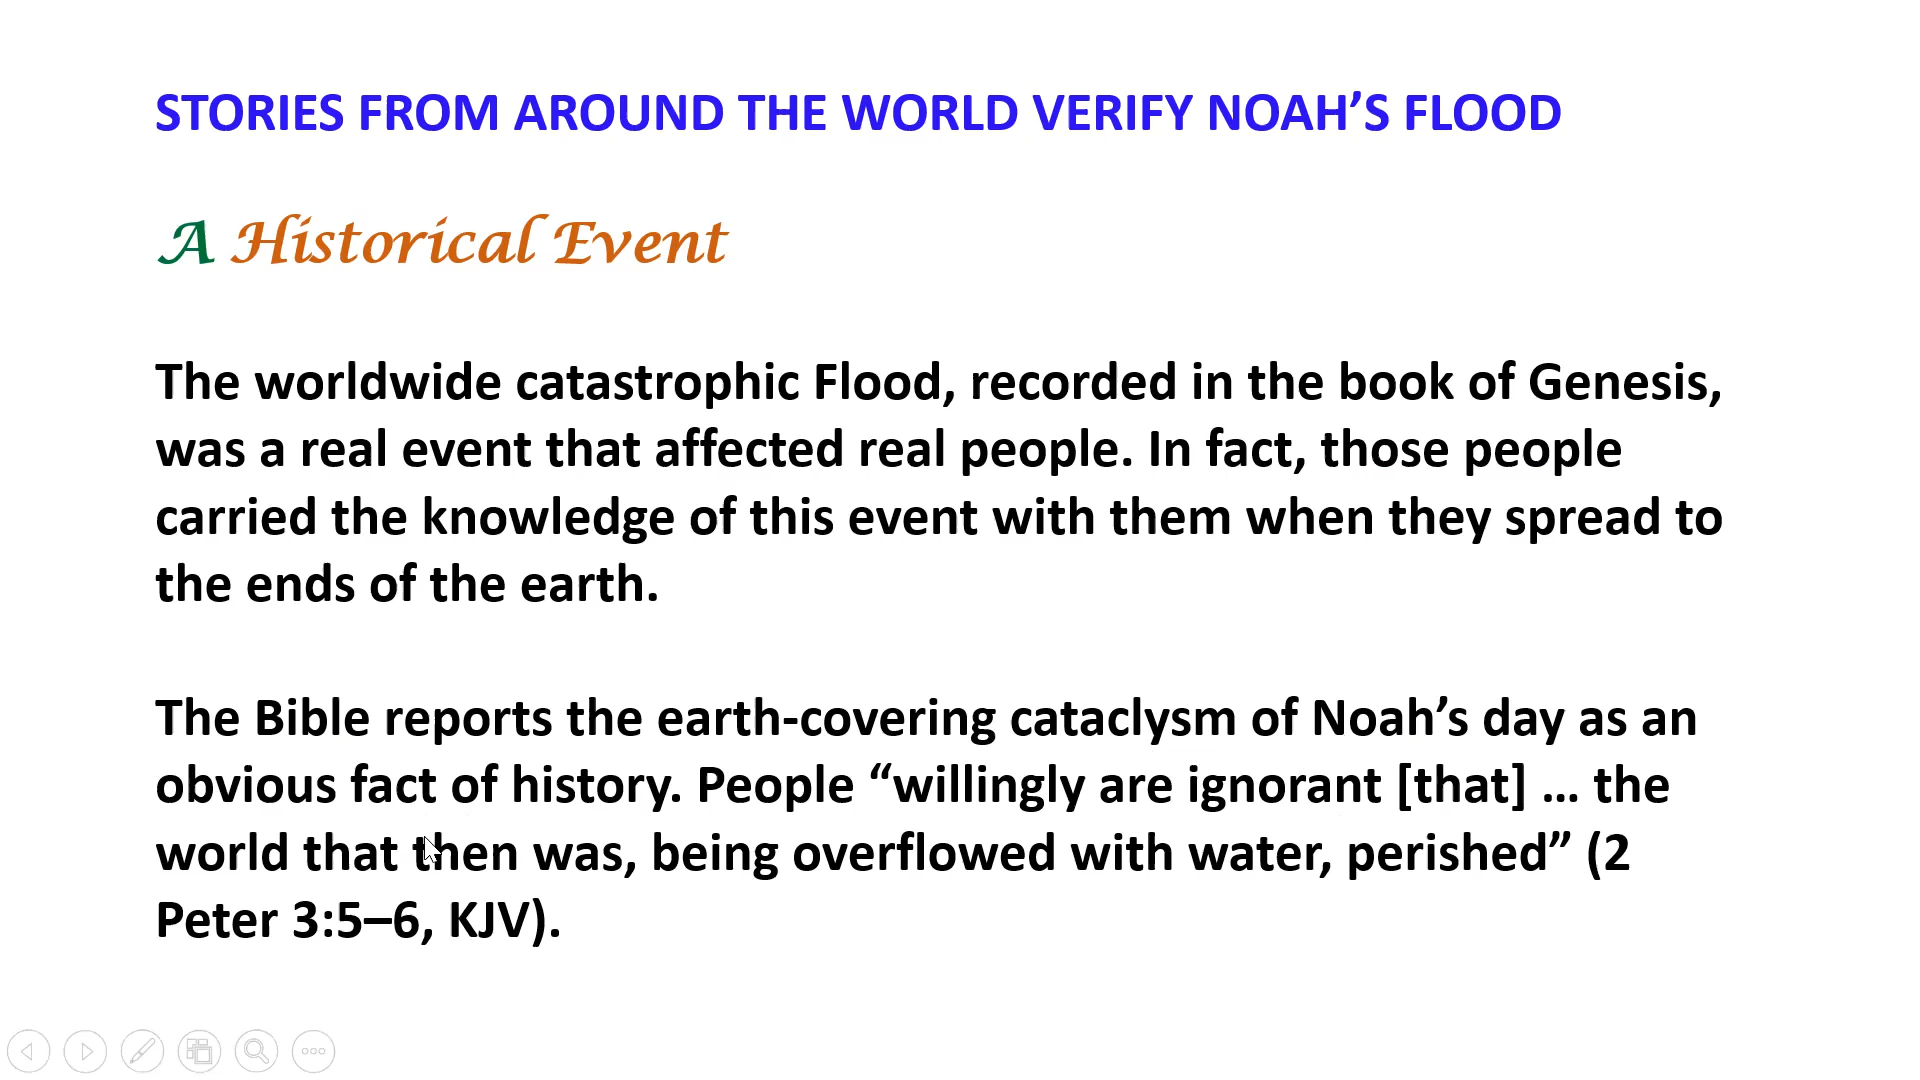 STORIES FROM AROUND THE WORLD VERIFY NOAH’S FLOOD
A Historical Event
The worldwide catastrophic Flood, recorded in the book of Genesis,
was a real event that affected real people. In fact, those people
carried the knowledge of this event with them when they spread to
the ends of the earth.
The Bible reports the earth-covering cataclysm of Noah’s day as an
obvious fact of history. People “willingly are ignorant [that] … the
world that then was, being overflowed with water, perished” (2
Peter 3:5–6, KJV).